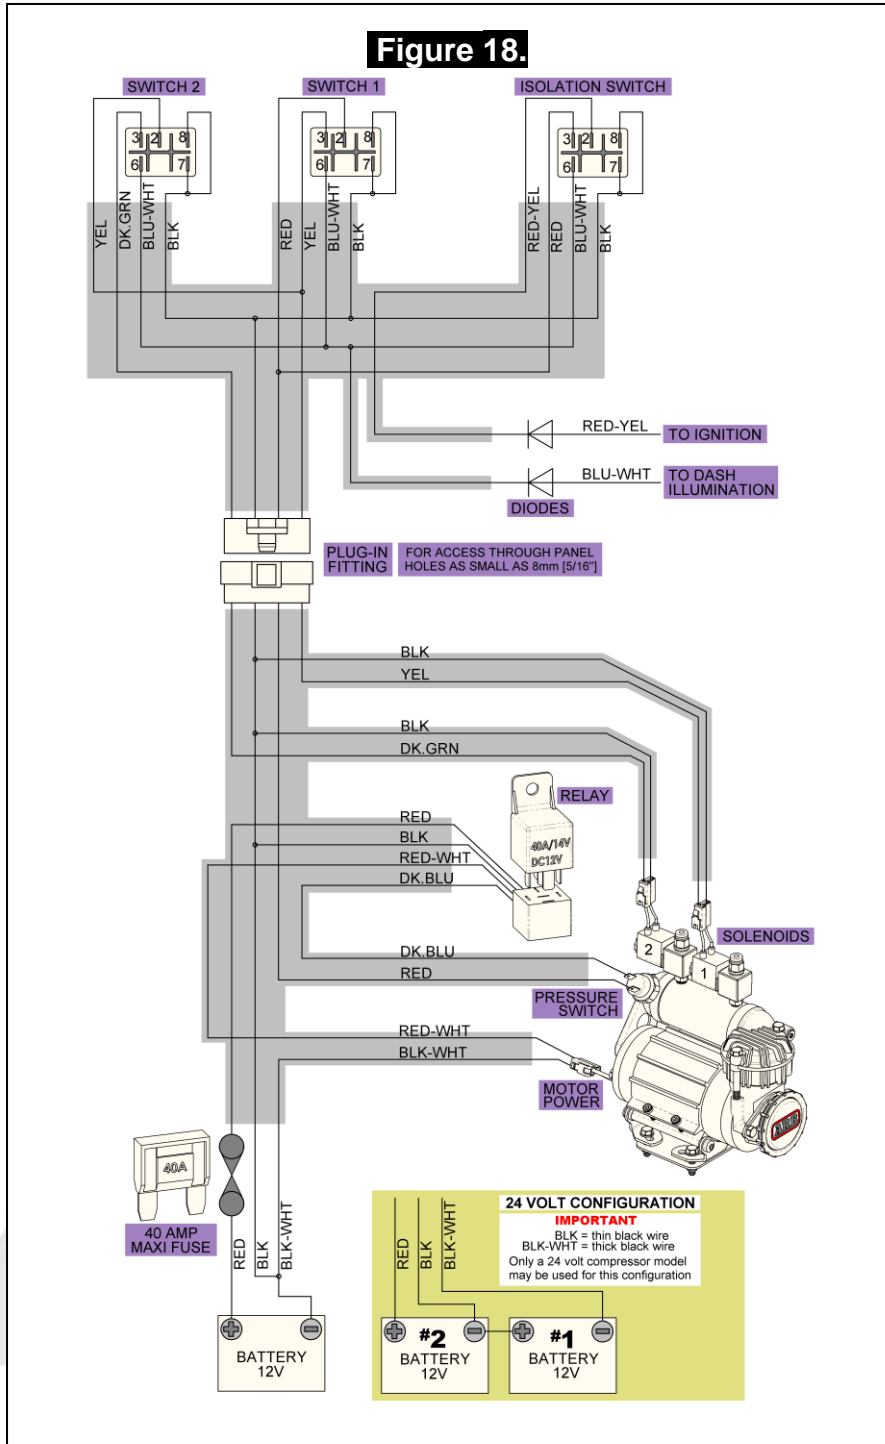 Figure 18.
SWITCH 2
SWITCH 1
ISOLATION SWITCH
3 2 8
6 7
3 2 8
6 7
3 2 8
6 7
YEL
DK.GRN
BLU-WHT
BLK
RED
YEL
BLU-WHT
BLK
RED-YEL
RED
BLU-WHT
BLK
RED-YEL
TO IGNITION
BLU-WHT
TO DASH
ILLUMINATION
DIODES
PLUG-IN
FITTING
FOR ACCESS THROUGH PANEL
HOLES AS SMALL AS 8mm [5/16"]
BLK
YEL
BLK
DK.GRN
RELAY
RED
BLK
RED-WHT
DK.BLU
40A/14V
DC12V
SOLENOIDS
2
1
DK.BLU
RED
PRESSURE
SWITCH
RED-WHT
BLK-WHT
MOTOR
POWER
ARB
40A
40 AMP
MAXI FUSE
RED
BLK
BLK-WHT
BATTERY
12V
24 VOLT CONFIGURATION
IMPORTANT
BLK = thin black wire
BLK-WHT = thick black wire
Only a 24 volt compressor model
may be used for this configuration
RED
BLK
BLK-WHT
#2
BATTERY
12V
#1
BATTERY
12V